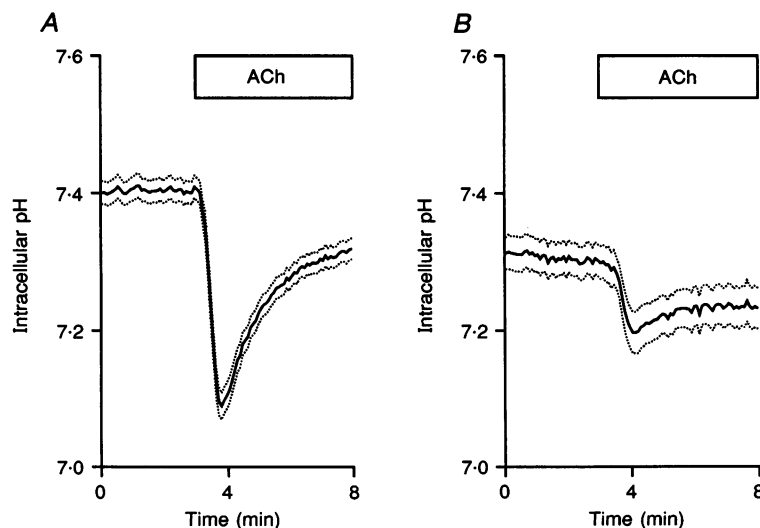 A
7·6
ACh
7·4
7·2
7·0
0
4
8
Intracellular pH
Time (min)
B
7·6
ACh
7·4
7·2
7·0
0
4
8
Intracellular pH
Time (min)